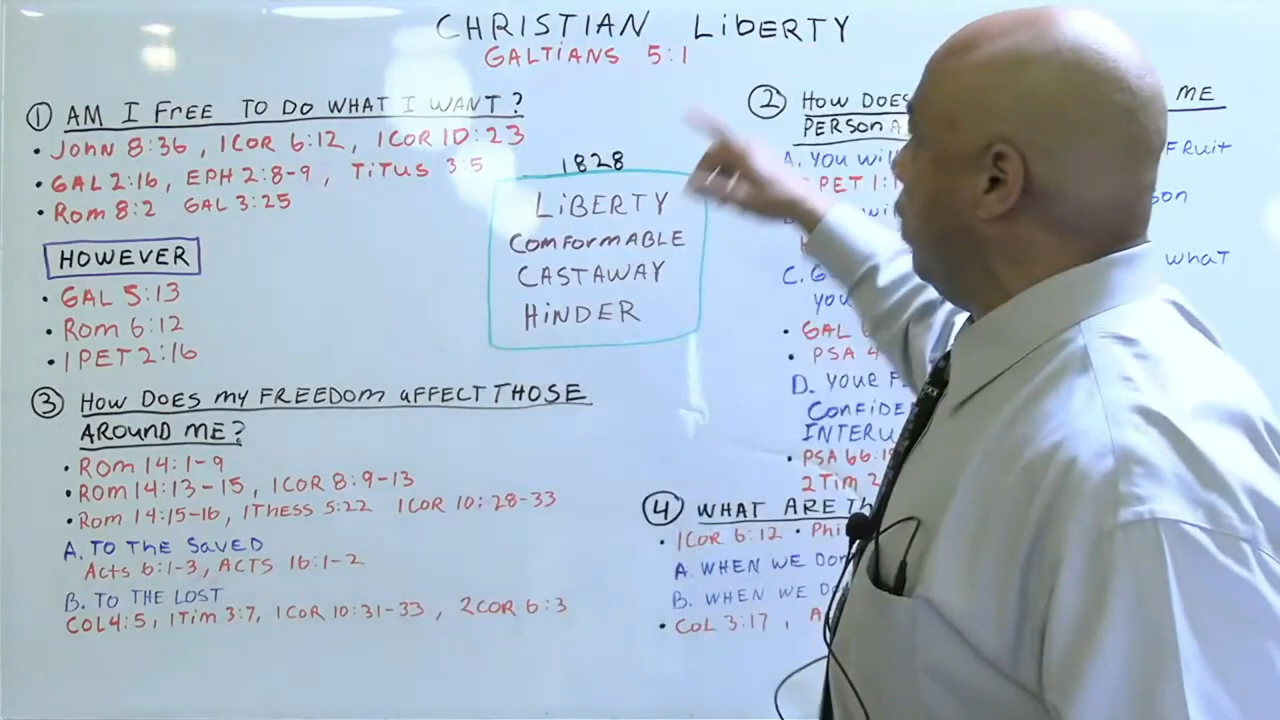 CHRISTIAN LiBERTY
GALTiANS 5:1
① AM I FREE TO DO WHAT I WANT?
• JOHN 8:36, 1COR 6:12, 1COR 10:23
• GAL 2:16, EPH 2:8-9, TiTUS 3:5
• Rom 8:2 GAL 3:25
HOWEVER
• GAL 5:13
• Rom 6:12
• 1PET 2:16
1828
LiBERTY
COMFORMABLE
CASTAWAY
HiNDER
③ HOW DOES my FREEDOM aFFECT THOSE
AROUND ME?
• ROM 14:1-9
• ROM 14:13-15, 1COR 8:9-13
• Rom 14:15-16, 1Thess 5:22 1COR 10:28-33
A. TO The SaVED
Acts 6:1-3, ACTS 16:1-2
B. TO THE LOST
COL 4:5, 1Tim 3:7, 1COR 10:31-33, 2COR 6:3
② HOW DOES ME
A. YOU FRuit
PET
C.
what
• GAL
• PSA
D. YOUR
• PSA 66:18
2Tim 2
④ WHAT ARE
• 1COR 6:12 •
A. WHEN WE
B. WHEN WE
• COL 3:17,